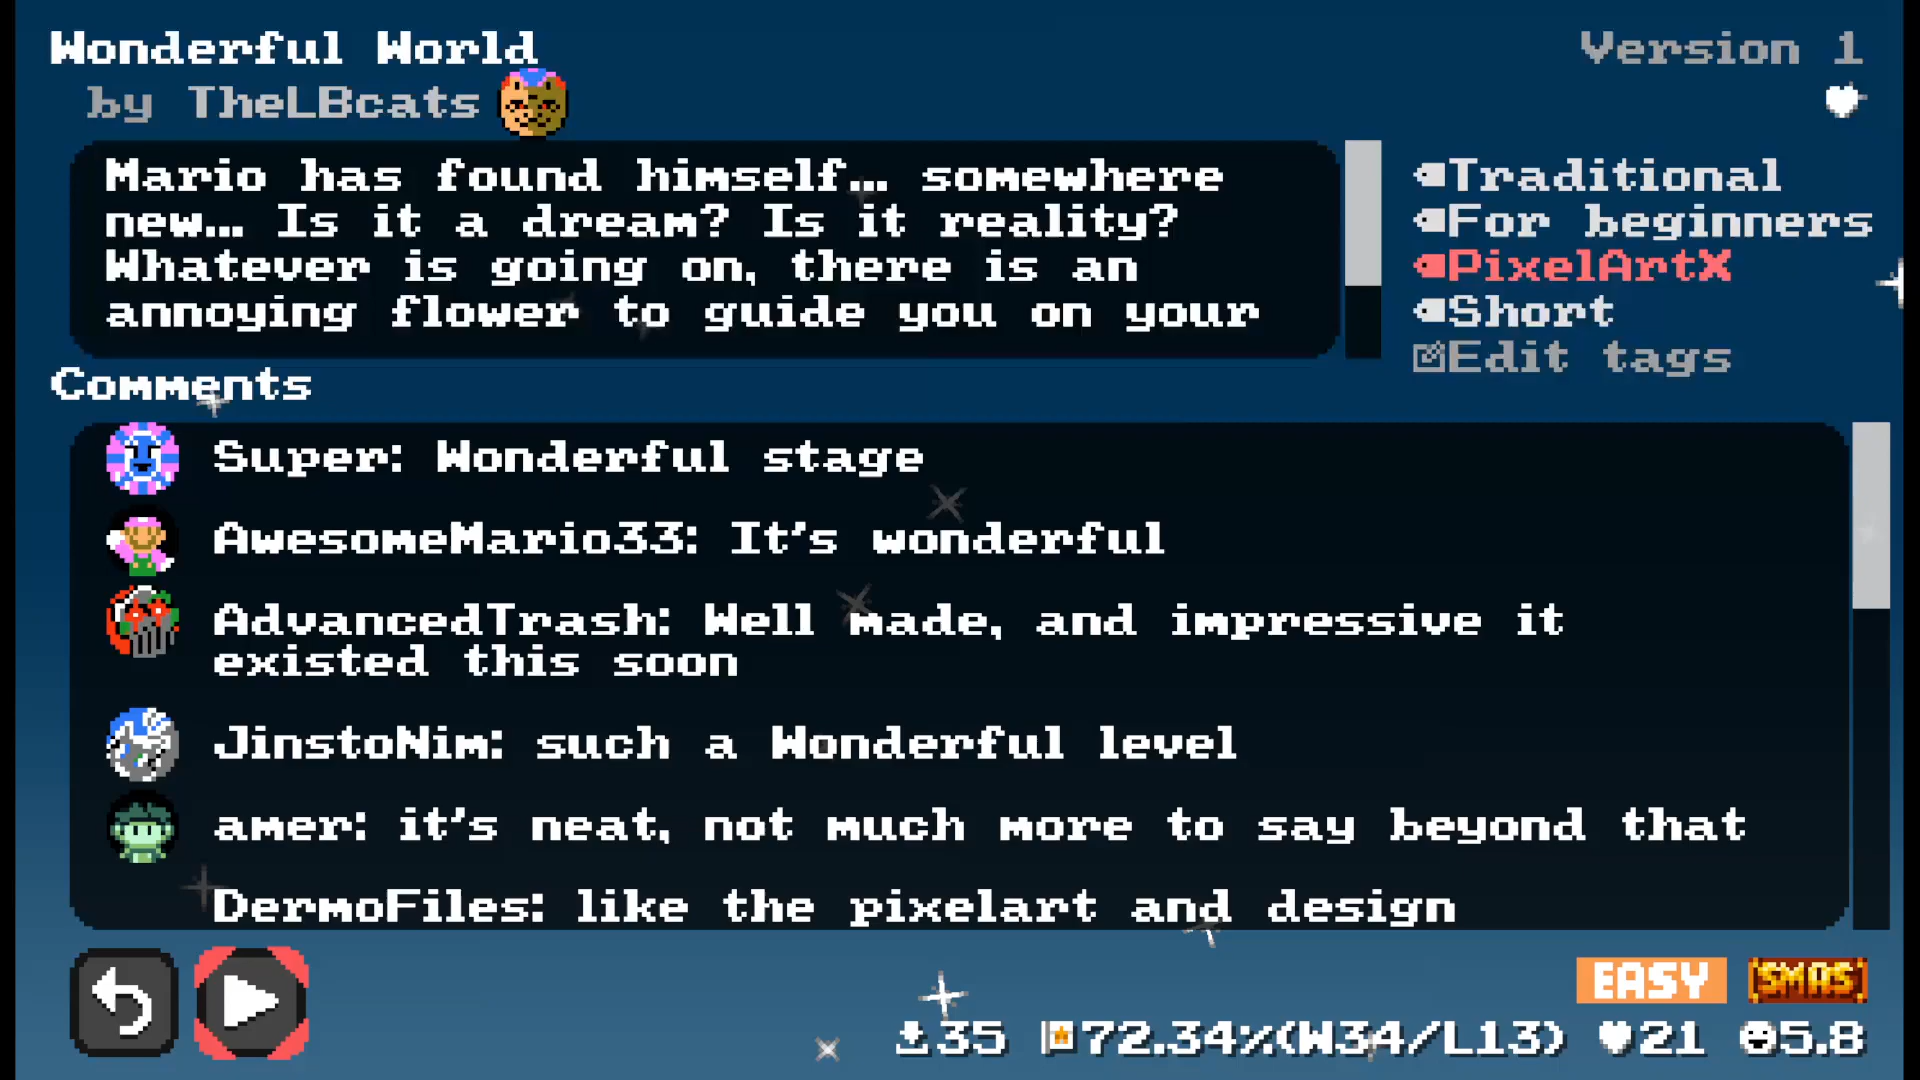 Wonderful World
Version 1
by TheLBcats
Mario has found himself... somewhere
new... Is it a dream? Is it reality?
Whatever is going on, there is an
annoying flower to guide you on your
Traditional
For beginners
PixelArtX
Short
Edit tags
Comments
Super: Wonderful stage
AwesomeMario33: It's wonderful
AdvancedTrash: Well made, and impressive it
existed this soon
JinstoNim: such a Wonderful level
amer: it's neat, not much more to say beyond that
DermoFiles: like the pixelart and design
EASY
SMAS
35 72.34%(W34/L13) 21 5.8